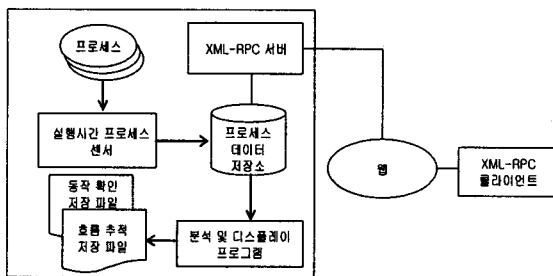 프로세스
XML-RPC 서버
실행시간 프로세스
센서
프로세스
데이터
저장소
웹
XML-RPC
클라이언트
동작 확인
저장 파일
흐름 추적
저장 파일
분석 및 디스플레이
프로그램